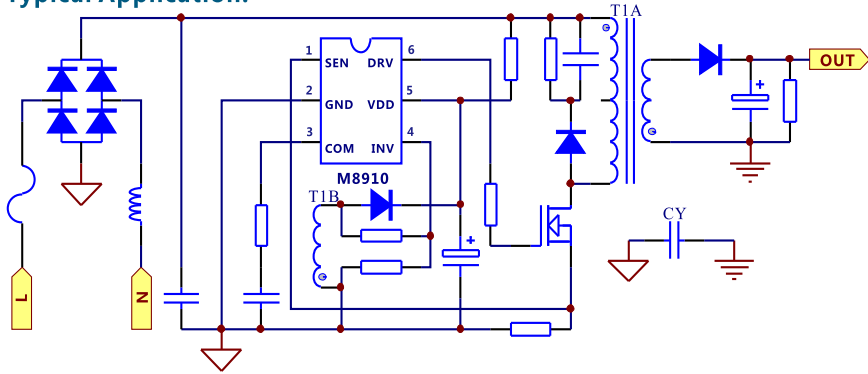 Typical Application:
T1A
1 SEN DRV 6
2 GND VDD 5
3 COM INV 4
M8910
T1B
OUT
+
+
CY
L
N